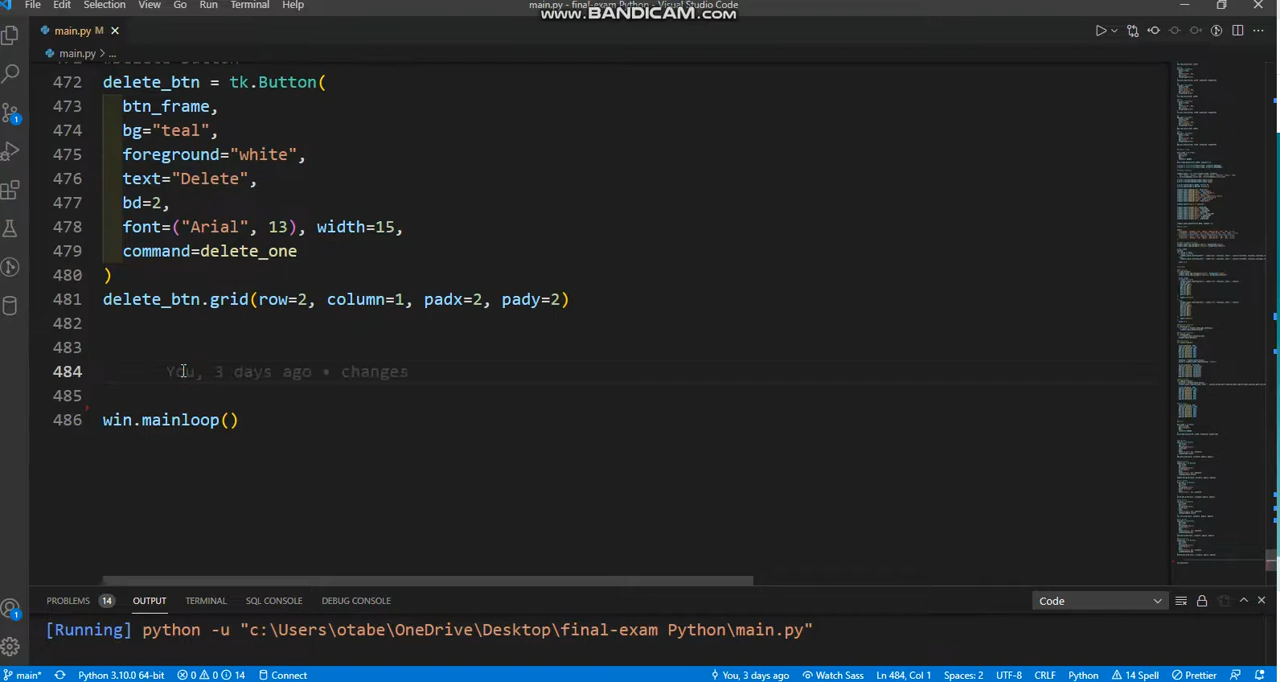 File Edit Selection View Go Run Terminal Help
main.py - final-exam Python - Visual Studio Code
www.BANDICAM.com
main.py M
main.py > ...
472 delete_btn = tk.Button(
473 btn_frame,
474 bg="teal",
475 foreground="white",
476 text="Delete",
477 bd=2,
478 font=("Arial", 13), width=15,
479 command=delete_one
480 )
481 delete_btn.grid(row=2, column=1, padx=2, pady=2)
482
483
484 You, 3 days ago • changes
485
486 win.mainloop()
PROBLEMS 14 OUTPUT TERMINAL SQL CONSOLE DEBUG CONSOLE Code
[Running] python -u "c:\Users\otabe\OneDrive\Desktop\final-exam Python\main.py"
main* Python 3.10.0 64-bit 0 0 14 Connect You, 3 days ago Watch Sass Ln 484, Col 1 Spaces: 2 UTF-8 CRLF Python 14 Spell Prettier